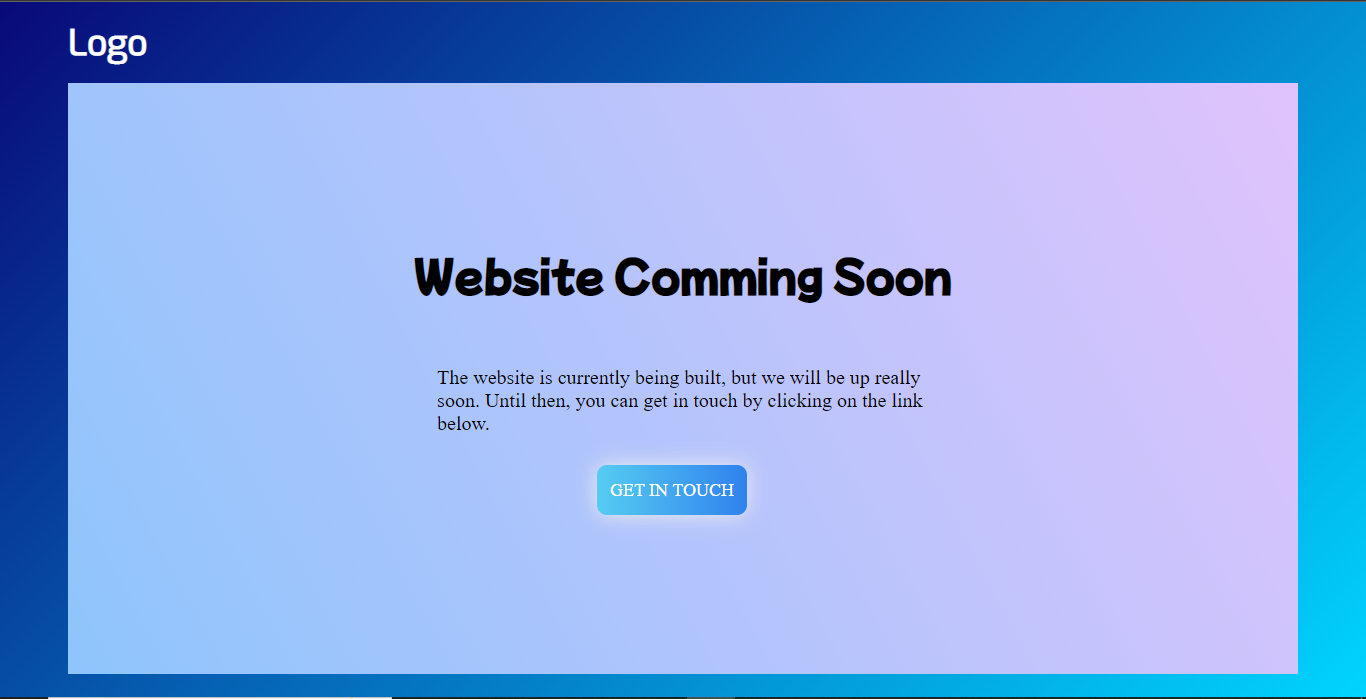 Logo
Website Comming Soon
The website is currently being built, but we will be up really
soon. Until then, you can get in touch by clicking on the link
below.
GET IN TOUCH